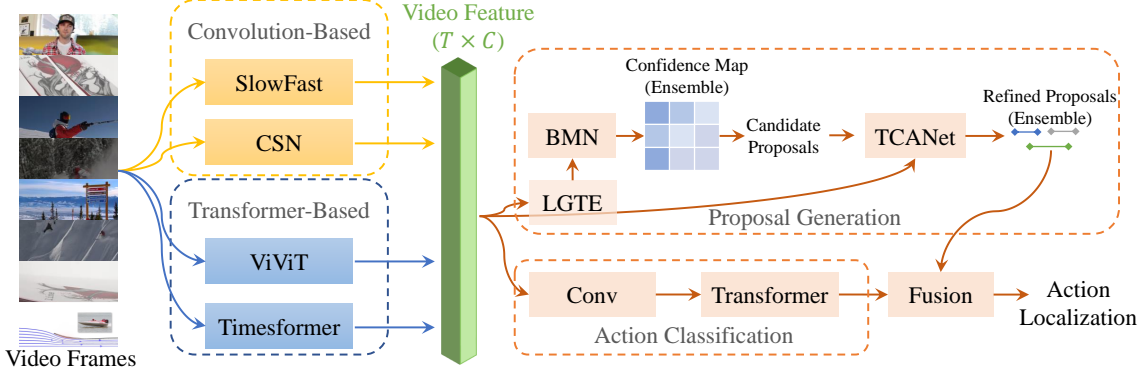 Convolution-Based
SlowFast
CSN
Transformer-Based
ViViT
Timesformer
Video Frames
Video Feature
(T × C)
Confidence Map
(Ensemble)
BMN
LGTE
Candidate
Proposals
TCANet
Refined Proposals
(Ensemble)
Proposal Generation
Conv
Transformer
Action Classification
Fusion
Action
Localization